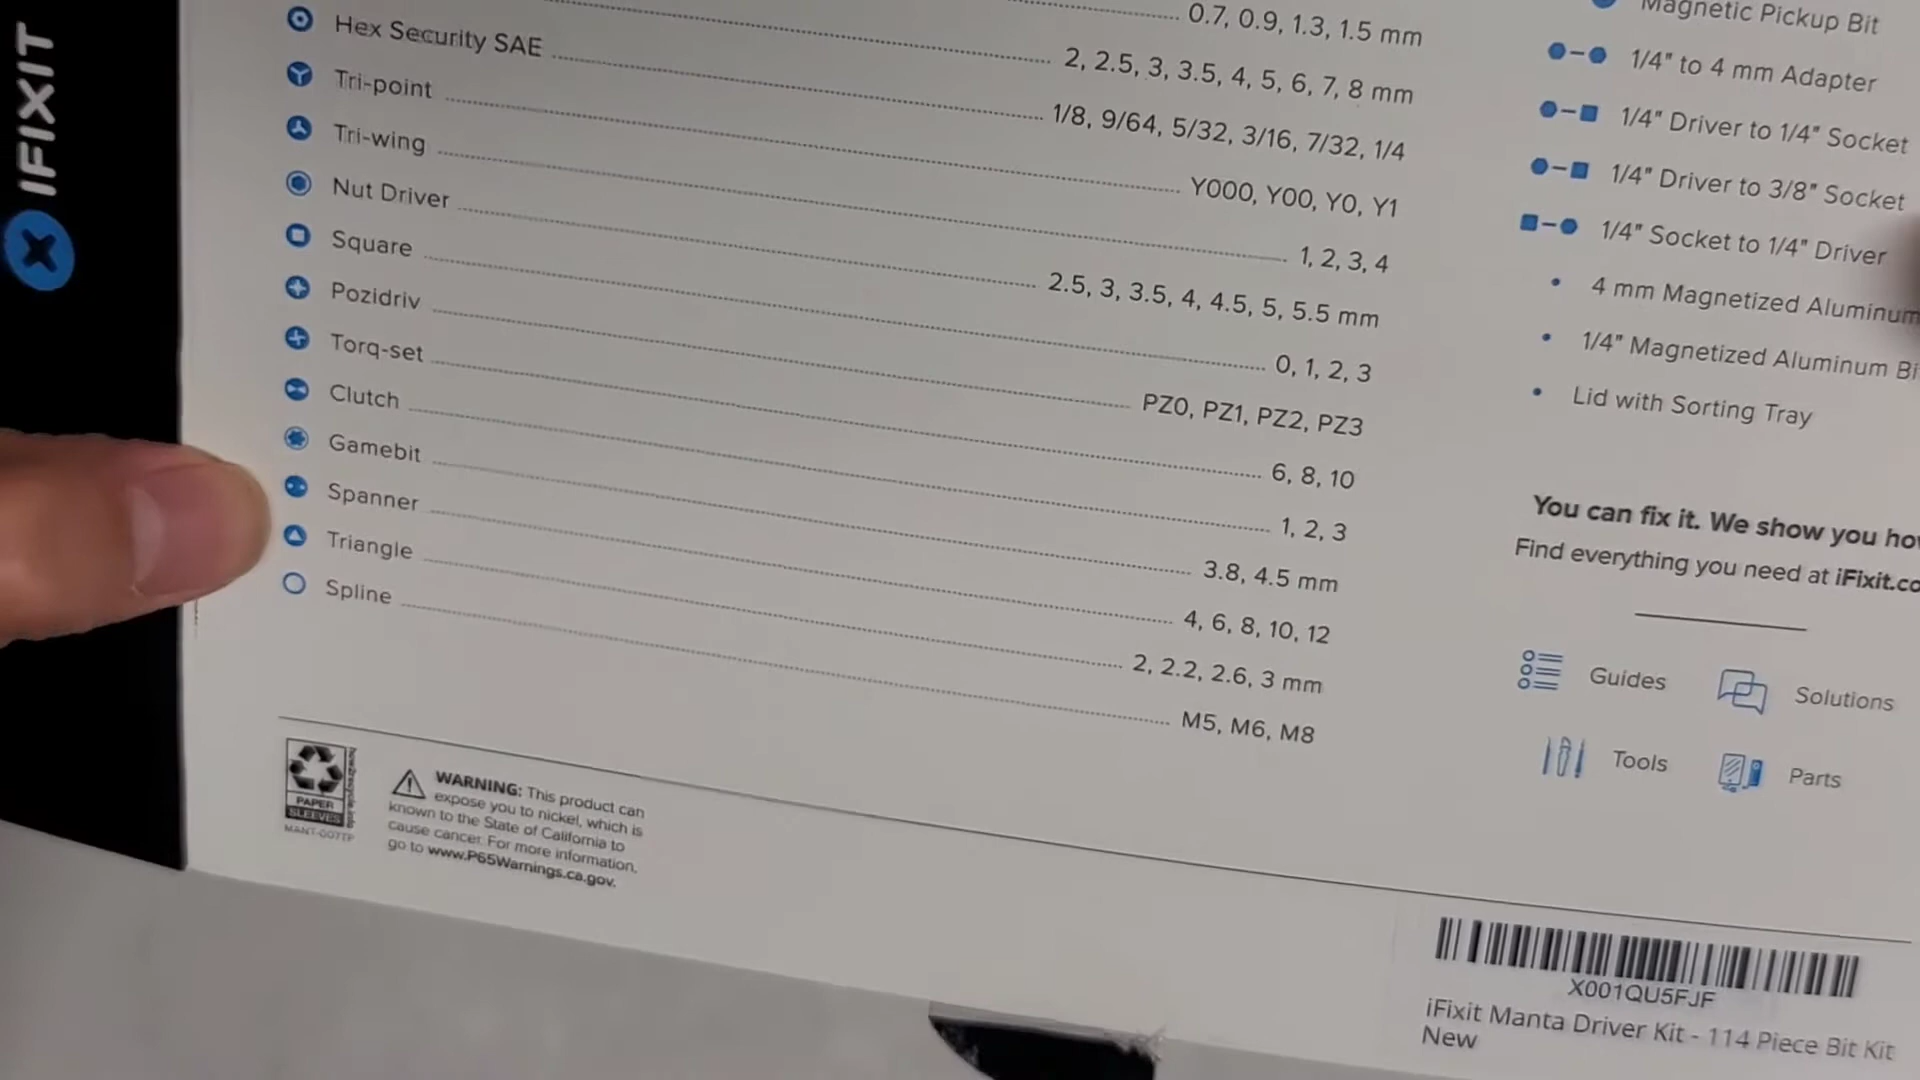 IFIXIT
0.7, 0.9, 1.3, 1.5 mm
2, 2.5, 3, 3.5, 4, 5, 6, 7, 8 mm
Hex Security SAE 1/8, 9/64, 5/32, 3/16, 7/32, 1/4
Tri-point Y000, Y00, Y0, Y1
Tri-wing 1, 2, 3, 4
Nut Driver 2.5, 3, 3.5, 4, 4.5, 5, 5.5 mm
Square 0, 1, 2, 3
Pozidriv PZ0, PZ1, PZ2, PZ3
Torq-set 6, 8, 10
Clutch 1, 2, 3
Gamebit 3.8, 4.5 mm
Spanner 4, 6, 8, 10, 12
Triangle 2, 2.2, 2.6, 3 mm
Spline M5, M6, M8
Magnetic Pickup Bit
1/4" to 4 mm Adapter
1/4" Driver to 1/4" Socket
1/4" Driver to 3/8" Socket
1/4" Socket to 1/4" Driver
• 4 mm Magnetized Aluminum
• 1/4" Magnetized Aluminum Bi
• Lid with Sorting Tray
You can fix it. We show you ho
Find everything you need at iFixit.co
Guides
Solutions
Tools
Parts
how2recycle.info
PAPER
SLEEVES
MANT-007TP
WARNING: This product can
expose you to nickel, which is
known to the State of California to
cause cancer. For more information,
go to www.P65Warnings.ca.gov.
X001QU5FJF
iFixit Manta Driver Kit - 114 Piece Bit Kit
New